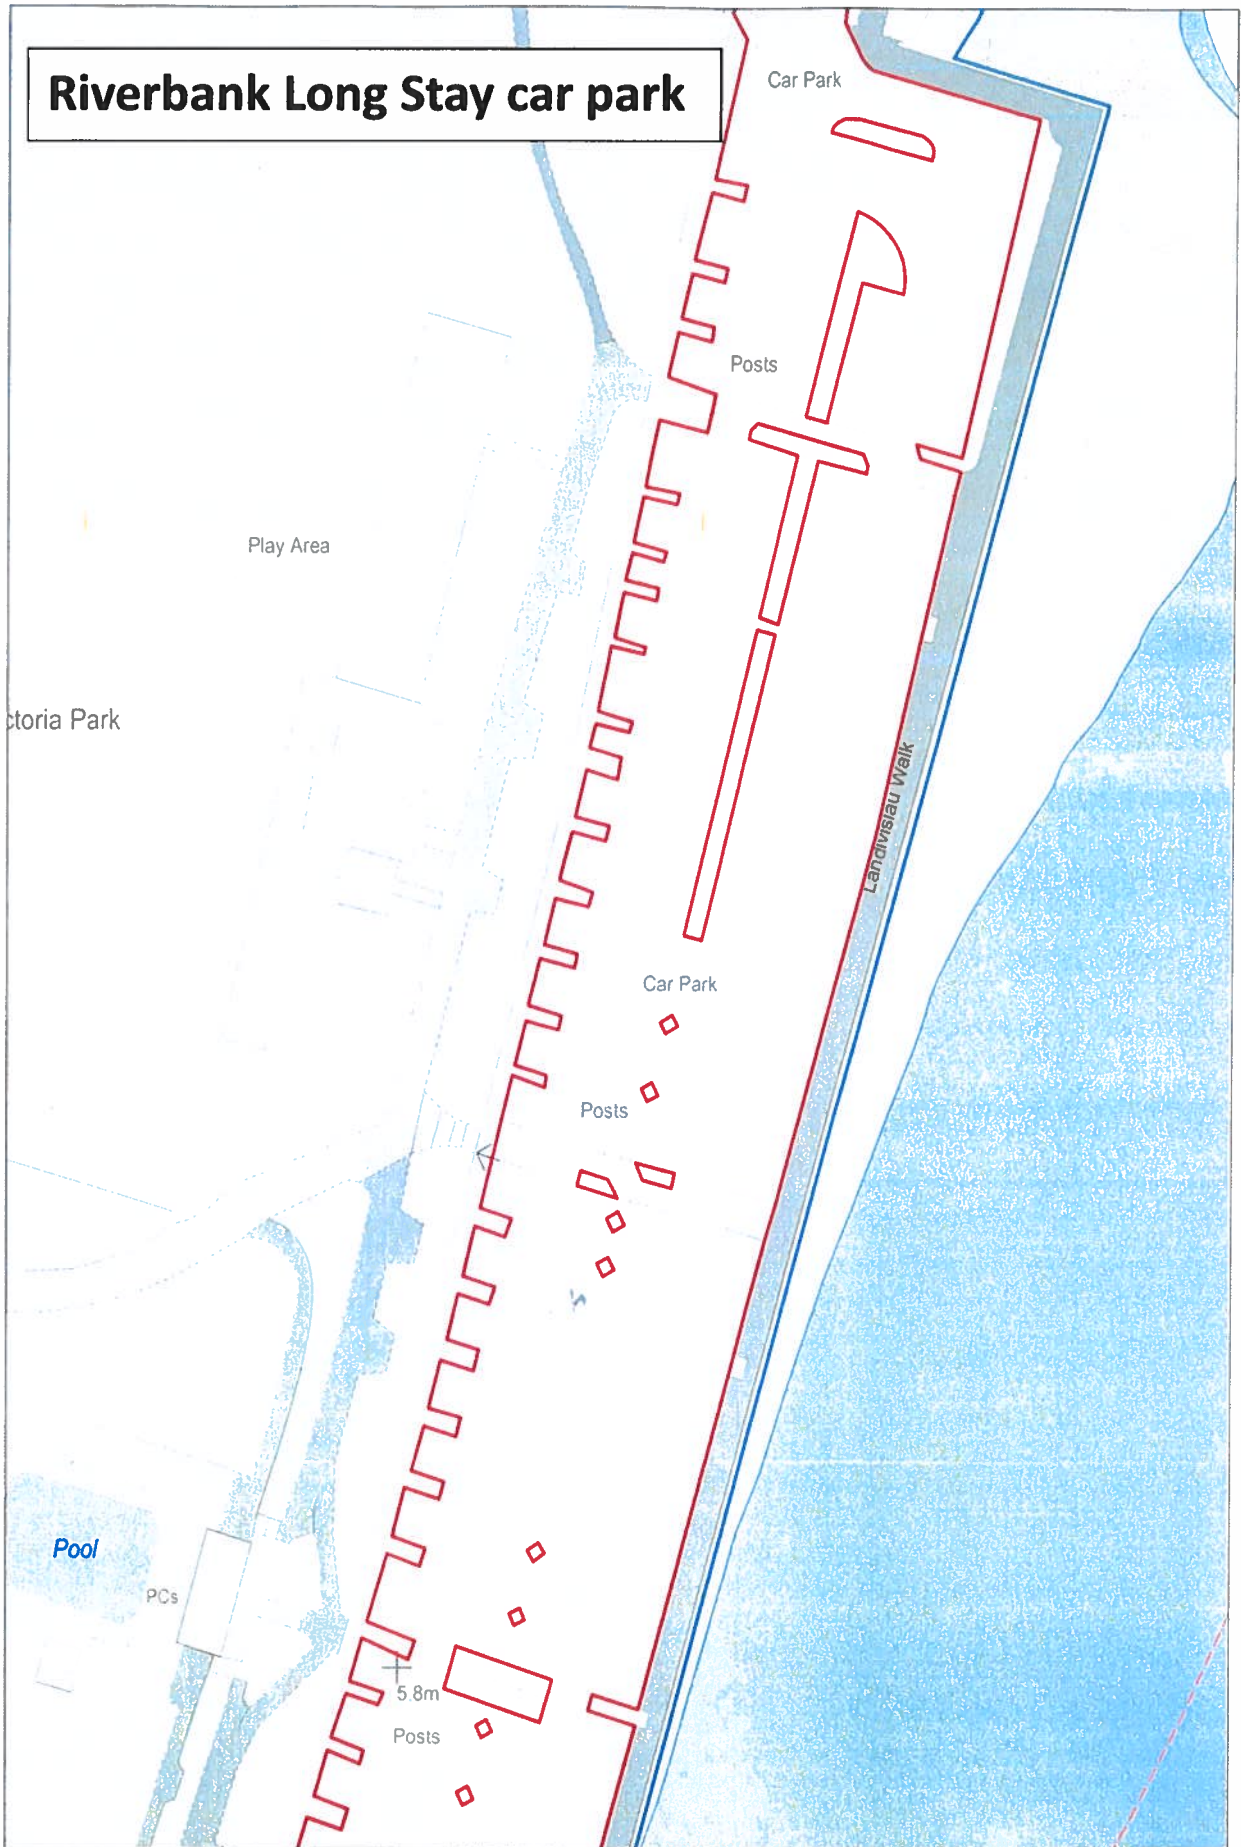 Riverbank Long Stay car park
Car Park
Posts
Play Area
ctoria Park
Landivisiau Walk
Car Park
Posts
Pool
PCs
5.8m
Posts